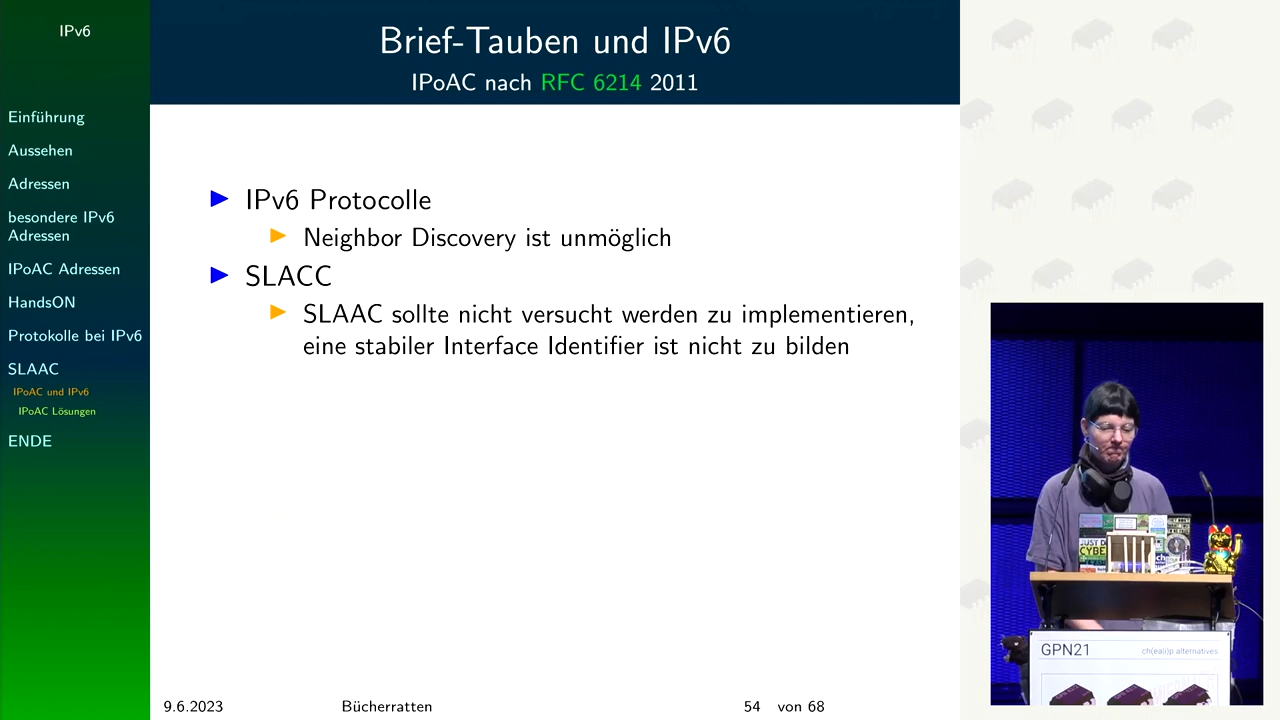 IPv6
Einführung
Aussehen
Adressen
besondere IPv6
Adressen
IPoAC Adressen
HandsON
Protokolle bei IPv6
SLAAC
IPoAC und IPv6
IPoAC Lösungen
ENDE
Brief-Tauben und IPv6
IPoAC nach RFC 6214 2011
IPv6 Protocolle
Neighbor Discovery ist unmöglich
SLACC
SLAAC sollte nicht versucht werden zu implementieren,
eine stabiler Interface Identifier ist nicht zu bilden
9.6.2023 Bücherratten 54 von 68
JUST D
CYBE
GPN21 ch(ea(i)p alternatives